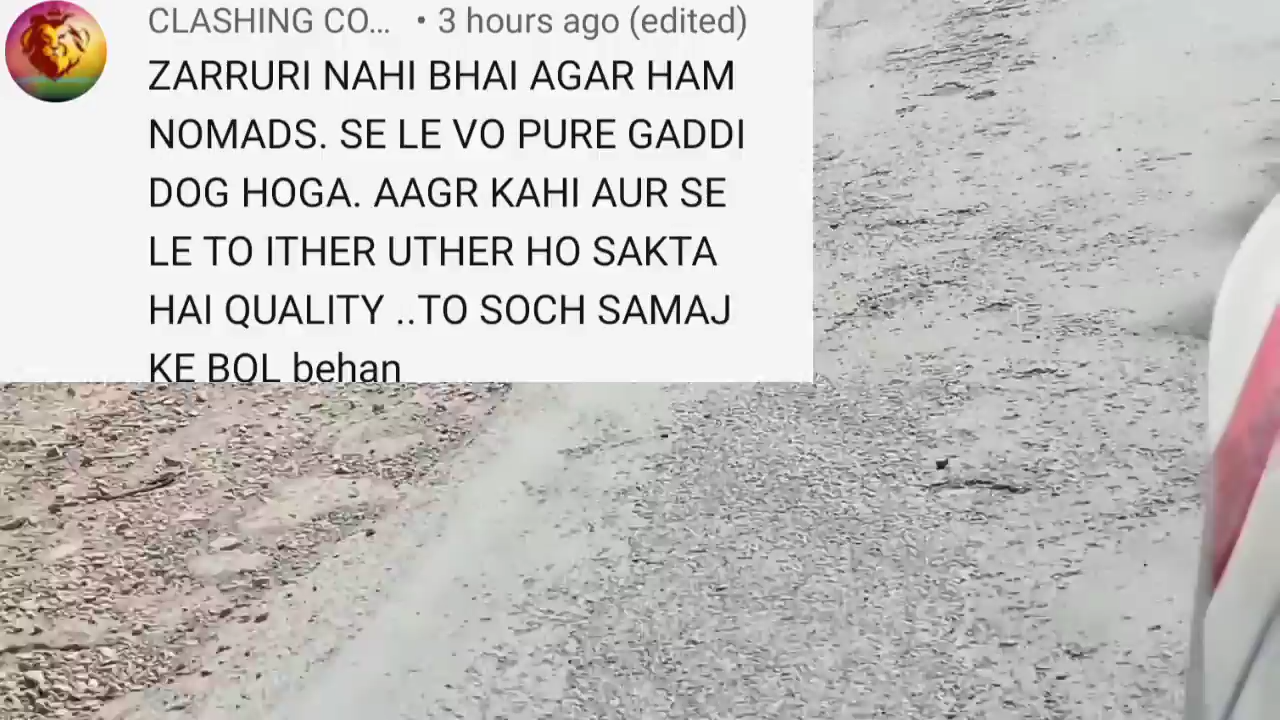 CLASHING CO... • 3 hours ago (edited)
ZARRURI NAHI BHAI AGAR HAM
NOMADS. SE LE VO PURE GADDI
DOG HOGA. AAGR KAHI AUR SE
LE TO ITHER UTHER HO SAKTA
HAI QUALITY ..TO SOCH SAMAJ
KE BOL behan